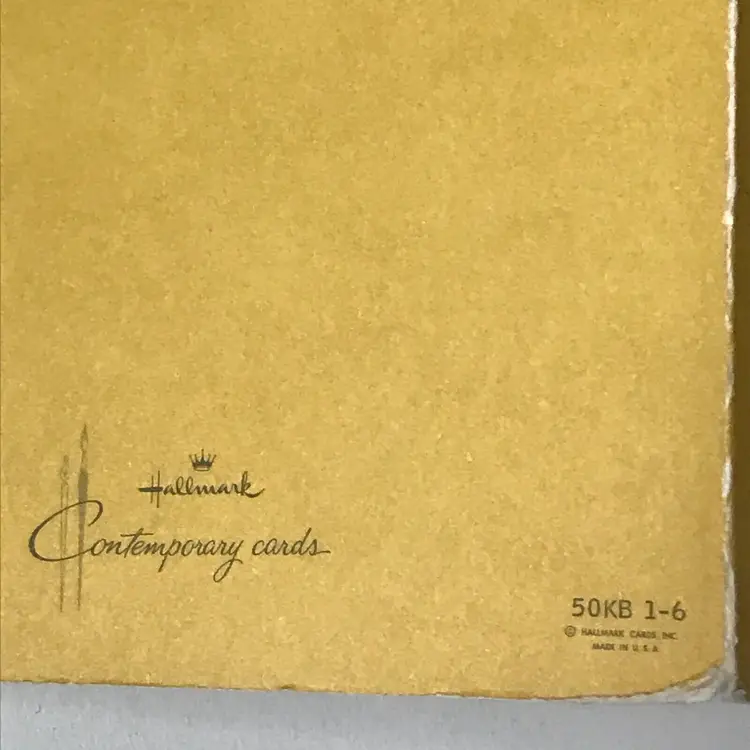 Hallmark
Contemporary cards
50KB 1-6
© HALLMARK CARDS, INC.
MADE IN U.S.A.